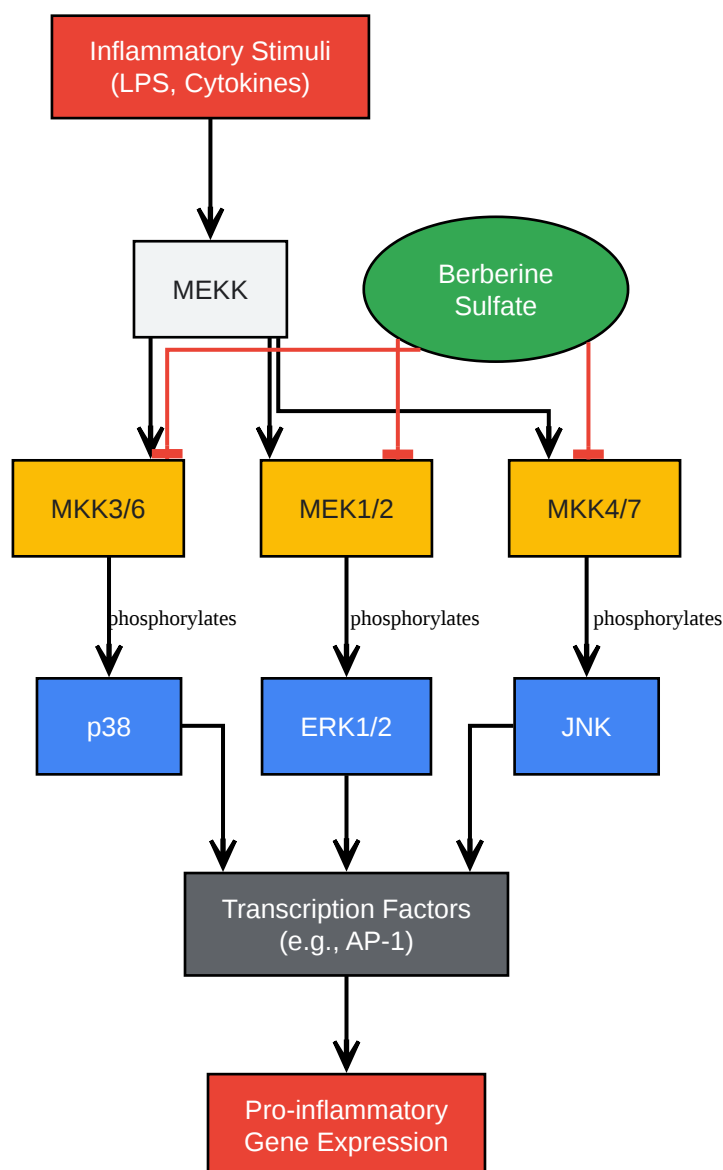 Inflammatory Stimuli
(LPS, Cytokines)
MEKK
Berberine
Sulfate
MKK3/6
MEK1/2
MKK4/7
phosphorylates
phosphorylates
phosphorylates
p38
ERK1/2
JNK
Transcription Factors
(e.g., AP-1)
Pro-inflammatory
Gene Expression